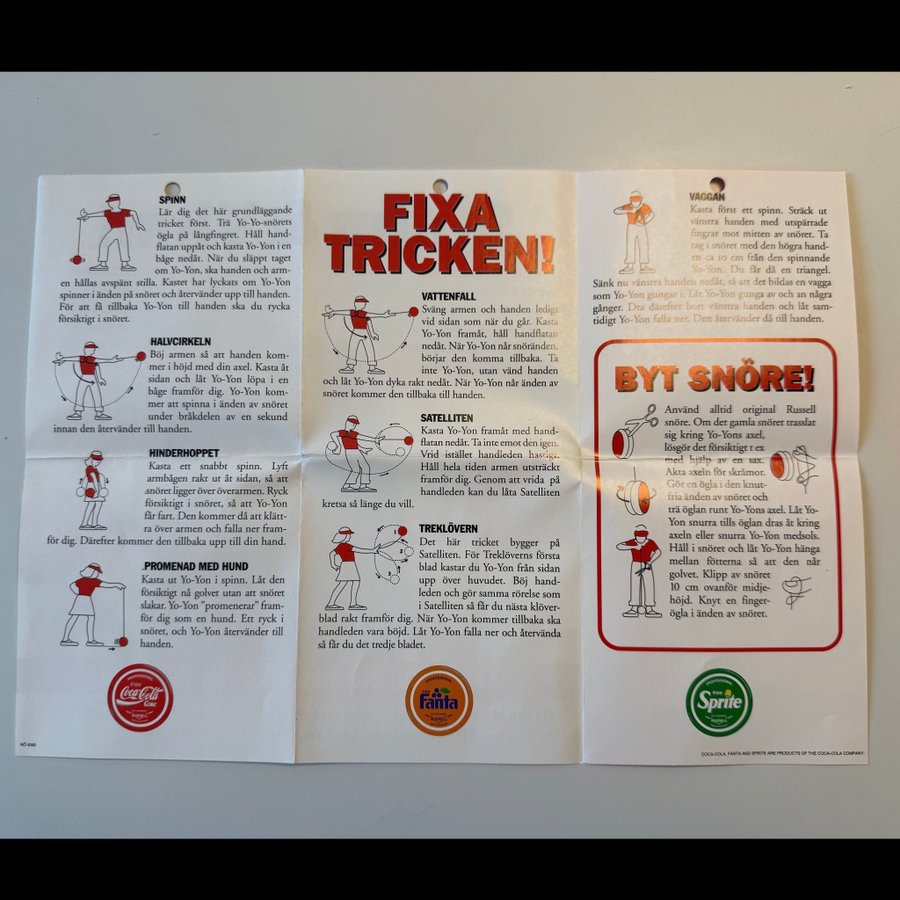 SPINN
Lär dig det här grundläggande
tricket först. Trä Yo-Yo-snörets
ögla på långfingret. Håll hand-
flatan uppåt och kasta Yo-Yon i en
båge nedåt. När du släppt taget
om Yo-Yon, ska handen och arm-
en hållas avspänt stilla. Kastet har lyckats om Yo-Yon
spinner i änden på snöret och återvänder upp till handen.
För att få tillbaka Yo-Yon till handen ska du rycka
försiktigt i snöret.
HALVCIRKELN
Böj armen så att handen kom-
mer i höjd med din axel. Kasta åt
sidan och låt Yo-Yon löpa i en
båge framför dig. Yo-Yon kom-
mer att spinna i änden av snöret
under bråkdelen av en sekund
innan den återvänder till handen.
HINDERHOPPET
Kasta ett snabbt spinn. Lyft
armbågen rakt ut åt sidan, så att
snöret ligger över överarmen. Ryck
försiktigt i snöret, så att Yo-Yon
får fart. Den kommer då att klätt-
ra över armen och falla ner fram-
för dig. Därefter kommer den tillbaka upp till din hand.
PROMENAD MED HUND
Kasta ut Yo-Yon i spinn. Låt den
försiktigt nå golvet utan att snöret
slakar. Yo-Yon "promenerar" fram-
för dig som en hund. Ett ryck i
snöret, och Yo-Yon återvänder till
handen.
PROFESSIONAL
Enjoy
Coca-Cola
Coke
RUSSELL
FIXA
TRICKEN!
VATTENFALL
Sväng armen och handen ledigt
vid sidan som när du går. Kasta
Yo-Yon framåt, låt handflatan
nedåt. När Yo-Yon når snöränden,
börjar den komma tillbaka. Ta
inte Yo-Yon, utan vänd handen
och låt Yo-Yon dyka rakt nedåt. När Yo-Yon når änden av
snöret kommer den tillbaka till handen.
SATELLITEN
Kasta Yo-Yon framåt med hand-
flatan nedåt. Ta inte emot den igen.
Vrid istället handleden hastigt.
Håll hela tiden armen utsträckt
framför dig. Genom att vrida på
handleden kan du låta Satelliten
kretsa så länge du vill.
TREKLÖVERN
1
2
3
Det här tricket bygger på
Satelliten. För Treklöverns första
blad kastar du Yo-Yon från sidan
upp över huvudet. Böj hand-
leden och gör samma rörelse som
i Satelliten så får du nästa klöver-
blad rakt framför dig. När Yo-Yon kommer tillbaka ska
handleden vara böjd. Låt Yo-Yon falla ner och återvända
så får du det tredje bladet.
PROFESSIONAL
Enjoy
Fanta
RUSSELL
VAGGAN
Kasta först ett spinn. Sträck ut
vänstra handen med utspärrade
fingrar mot mitten av snöret. Ta
tag i snöret med den högra hand-
en ca 10 cm från den spinnande
Yo-Yon. Du får då en triangel.
Sänk nu vänstra handen nedåt, så att det bildas en vagga
som Yo-Yon gungar i. Låt Yo-Yon gunga av och an några
gånger. Dra därefter bort vänstra handen och låt sam-
tidigt Yo-Yon falla ner. Den återvänder då till handen.
BYT SNÖRE!
Använd alltid original Russell
snöre. Om det gamla snöret trasslat
sig kring Yo-Yons axel,
lösgör det försiktigt t ex
med hjälp av en sax.
Akta axeln för skråmor.
Gör en ögla i den knut-
fria änden av snöret och
trä öglan runt Yo-Yons axel. Låt Yo-
Yon snurra tills öglan dras åt kring
axeln eller snurra Yo-Yon medsols.
Håll i snöret och låt Yo-Yon hänga
mellan fötterna så att den når
golvet. Klipp av snöret
10 cm ovanför midje-
höjd. Knyt en finger-
ögla i änden av snöret.
PROFESSIONAL
Enjoy
Sprite
RUSSELL
COCA-COLA, FANTA AND SPRITE ARE PRODUCTS OF THE COCA-COLA COMPANY.